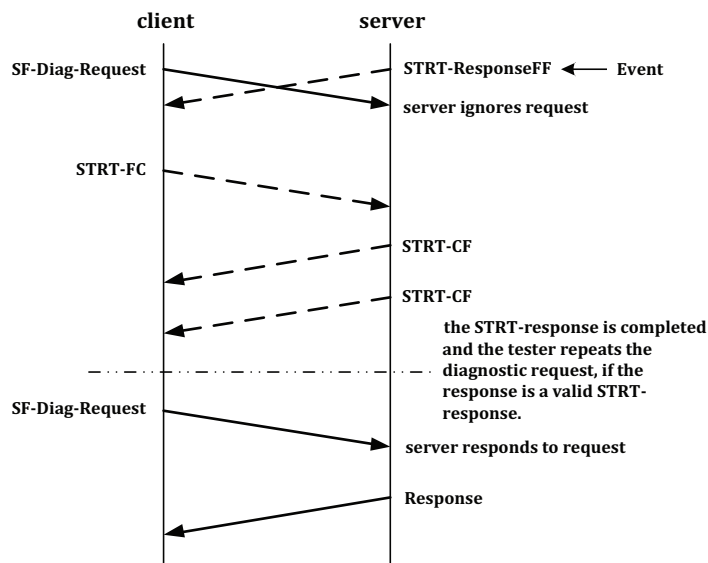 client server
SF-Diag-Request STRT-ResponseFF Event
server ignores request
STRT-FC
STRT-CF
STRT-CF
the STRT-response is completed
and the tester repeats the
diagnostic request, if the
response is a valid STRT-
response.
SF-Diag-Request
server responds to request
Response